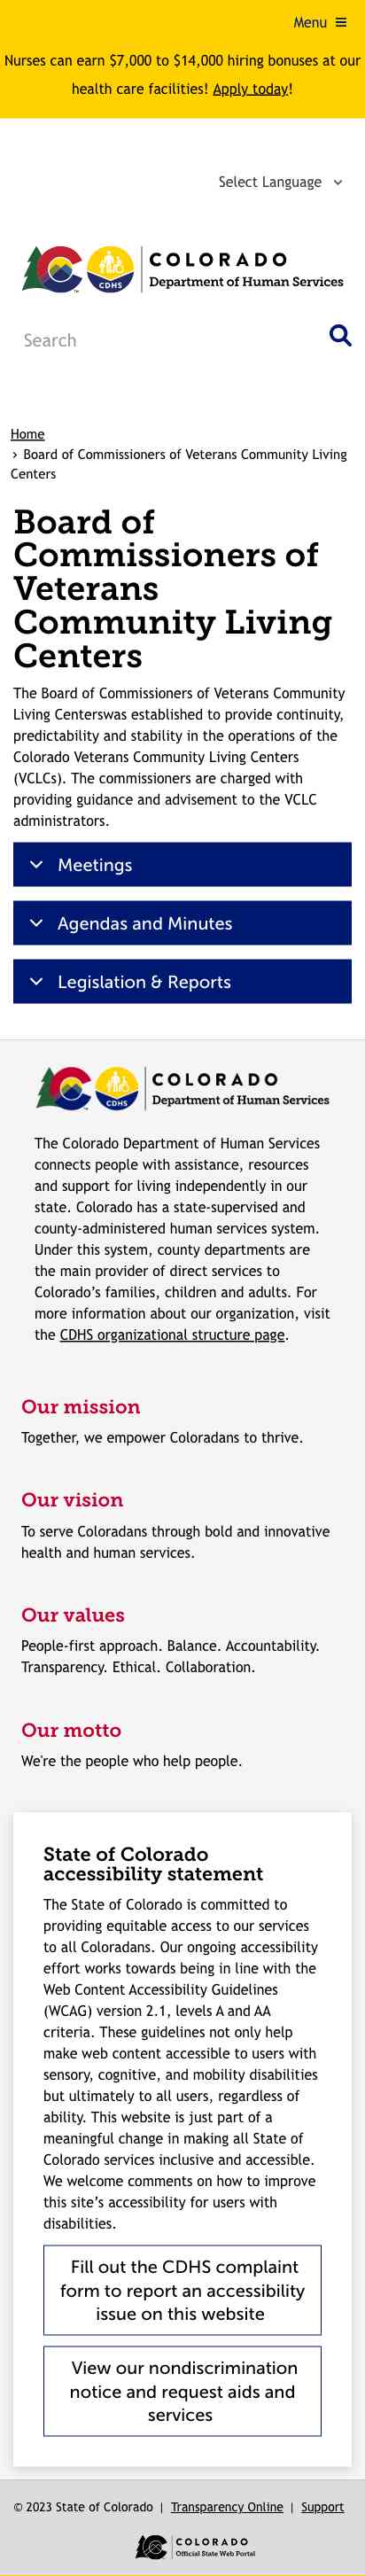 Menu
Nurses can earn $7,000 to $14,000 hiring bonuses at our
health care facilities! Apply today!
Select Language
CDHS
COLORADO
Department of Human Services
Search
Home
› Board of Commissioners of Veterans Community Living
Centers
Board of
Commissioners of
Veterans
Community Living
Centers
The Board of Commissioners of Veterans Community
Living Centerswas established to provide continuity,
predictability and stability in the operations of the
Colorado Veterans Community Living Centers
(VCLCs). The commissioners are charged with
providing guidance and advisement to the VCLC
administrators.
Meetings
Agendas and Minutes
Legislation & Reports
CDHS
COLORADO
Department of Human Services
The Colorado Department of Human Services
connects people with assistance, resources
and support for living independently in our
state. Colorado has a state-supervised and
county-administered human services system.
Under this system, county departments are
the main provider of direct services to
Colorado’s families, children and adults. For
more information about our organization, visit
the CDHS organizational structure page.
Our mission
Together, we empower Coloradans to thrive.
Our vision
To serve Coloradans through bold and innovative
health and human services.
Our values
People-first approach. Balance. Accountability.
Transparency. Ethical. Collaboration.
Our motto
We're the people who help people.
State of Colorado
accessibility statement
The State of Colorado is committed to
providing equitable access to our services
to all Coloradans. Our ongoing accessibility
effort works towards being in line with the
Web Content Accessibility Guidelines
(WCAG) version 2.1, levels A and AA
criteria. These guidelines not only help
make web content accessible to users with
sensory, cognitive, and mobility disabilities
but ultimately to all users, regardless of
ability. This website is just part of a
meaningful change in making all State of
Colorado services inclusive and accessible.
We welcome comments on how to improve
this site’s accessibility for users with
disabilities.
Fill out the CDHS complaint
form to report an accessibility
issue on this website
View our nondiscrimination
notice and request aids and
services
© 2023 State of Colorado | Transparency Online | Support
COLORADO
Official State Web Portal